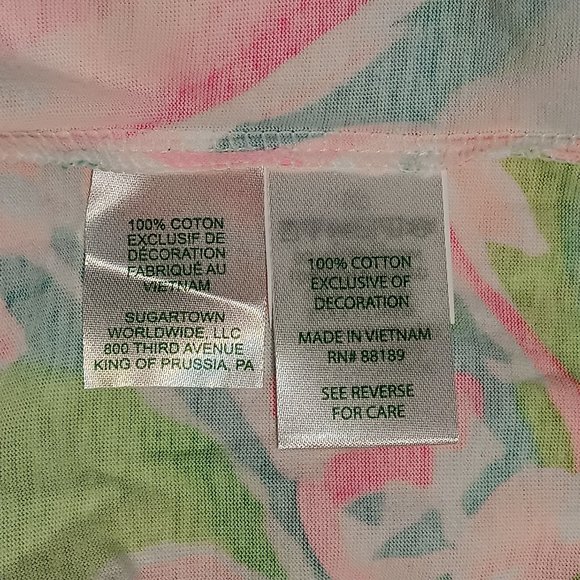 100% COTON
EXCLUSIF DE
DÉCORATION
FABRIQUÉ AU
VIETNAM
SUGARTOWN
WORLDWIDE, LLC
800 THIRD AVENUE
KING OF PRUSSIA, PA
100% COTTON
EXCLUSIVE OF
DECORATION
MADE IN VIETNAM
RN# 88189
SEE REVERSE
FOR CARE